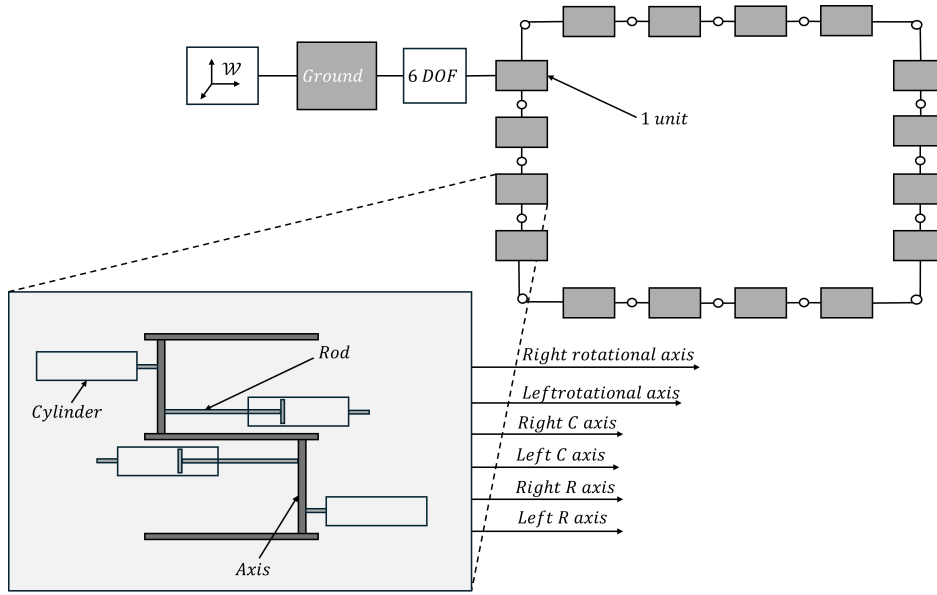 𝒲
Ground
6 DOF
1 unit
Rod
Cylinder
Axis
Right rotational axis
Leftrotational axis
Right C axis
Left C axis
Right R axis
Left R axis